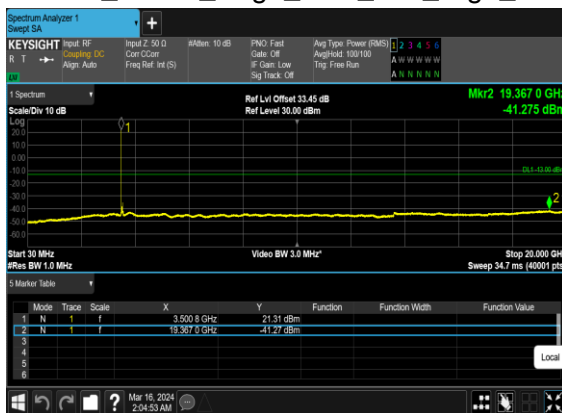 Spectrum Analyzer 1
Swept SA
+
KEYSIGHT Input: RF Input Z: 50 Ω #Atten: 10 dB PNO: Fast Avg Type: Power (RMS) 1 2 3 4 5 6
R T Coupling: DC Corr CCorr Gate: Off Avg|Hold: 100/100 A W W W W W
Align: Auto Freq Ref: Int (S) IF Gain: Low Trig: Free Run A N N N N N
LU Sig Track: Off
1 Spectrum Ref Lvl Offset 33.45 dB Mkr2 19.367 0 GHz
Scale/Div 10 dB Ref Level 30.00 dBm -41.275 dBm
Log
20.0
10.0
0.00
-10.0
-20.0
-30.0
-40.0
-50.0
-60.0
1
DL1 -13.00 dBm
2
Start 30 MHz Video BW 3.0 MHz* Stop 20.000 GH
#Res BW 1.0 MHz Sweep 34.7 ms (40001 pts
5 Marker Table
Mode Trace Scale X Y Function Function Width Function Value
1 N 1 f 3.500 8 GHz 21.31 dBm
2 N 1 f 19.367 0 GHz -41.27 dBm
3
4
5
6
Local
? Mar 16, 2024
2:04:53 AM